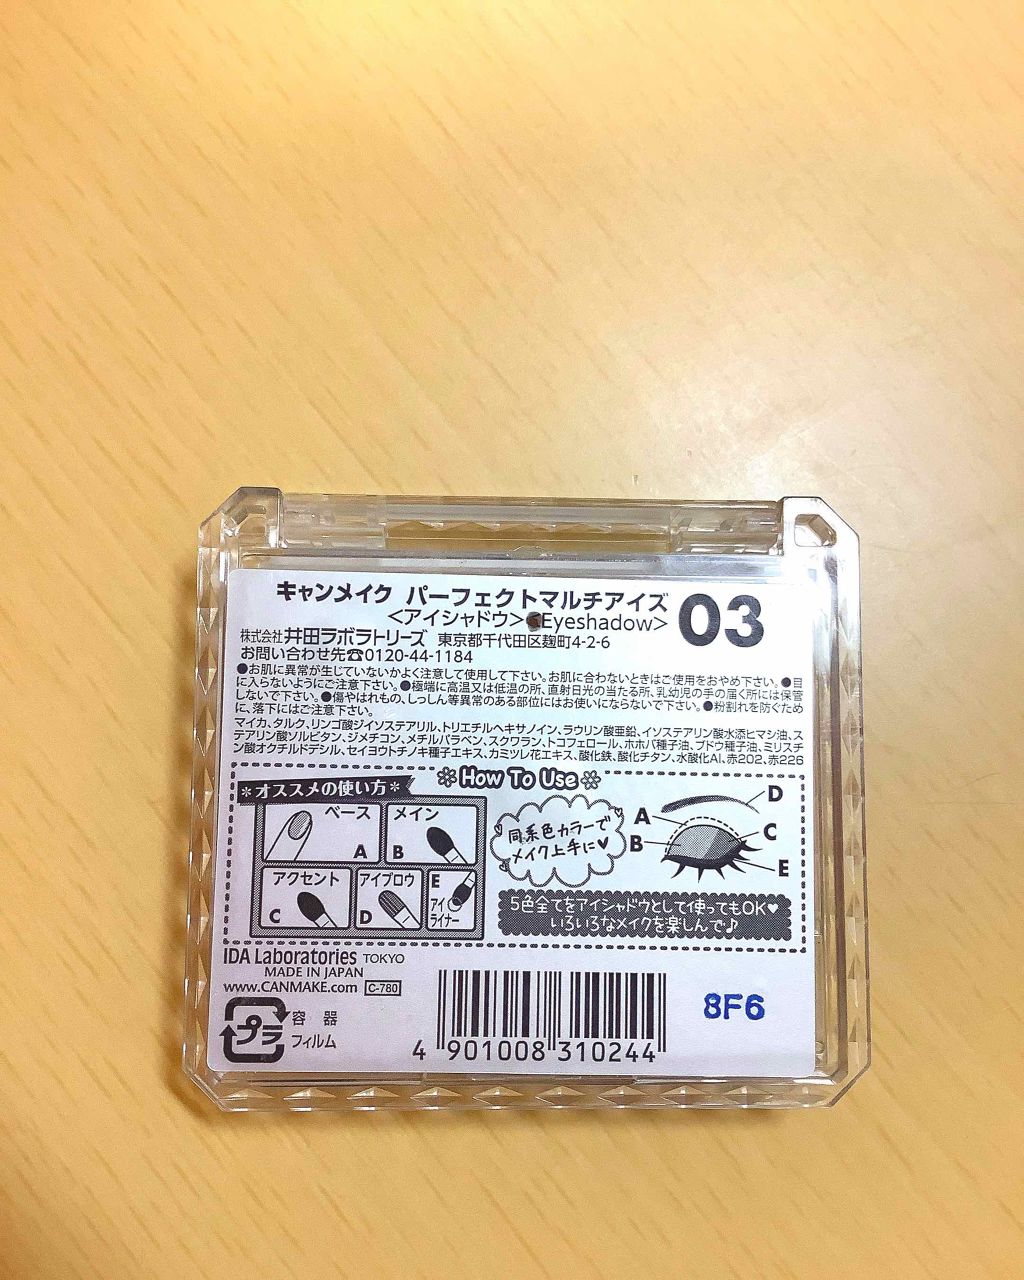 キャンメイク パーフェクトマルチアイズ
<アイシャドウ><Eyeshadow>
03
株式会社井田ラボラトリーズ 東京都千代田区麹町4-2-6
お問い合わせ先☎0120-44-1184
●お肌に異常が生じていないかよく注意して使用して下さい。お肌に合わないときはご使用をおやめ下さい。●目
に入らないようにご注意下さい。●極端に高温又は低温の所、直射日光の当たる所、乳幼児の手の届く所には保管
しないで下さい。●傷やはれもの、しっしん等異常のある部位にはお使いにならないで下さい。●粉割れを防ぐため
に、落下にはご注意下さい。
マイカ、タルク、リンゴ酸ジイソステアリル、トリエチルヘキサノイン、ラウリン酸亜鉛、イソステアリン酸水添ヒマシ油、ス
テアリン酸ソルビタン、ジメチコン、メチルパラベン、スクワラン、トコフェロール、ホホバ種子油、ブドウ種子油、ミリスチ
ン酸オクチルドデシル、セイヨウトチノキ種子エキス、カミツレ花エキス、酸化鉄、酸化チタン、水酸化Al、赤202、赤226
How To Use
*オススメの使い方*
ベース
A
メイン
B
アクセント
C
アイブロウ
D
E
アイ
ライナー
同系色カラーで
メイク上手に♥
A
B
D
C
E
5色全てをアイシャドウとして使ってもOK♥
いろいろなメイクを楽しんで♪
IDA Laboratories TOKYO
MADE IN JAPAN
www.CANMAKE.com C-780
プラ
容 器
フィルム
4 901008 310244
8F6